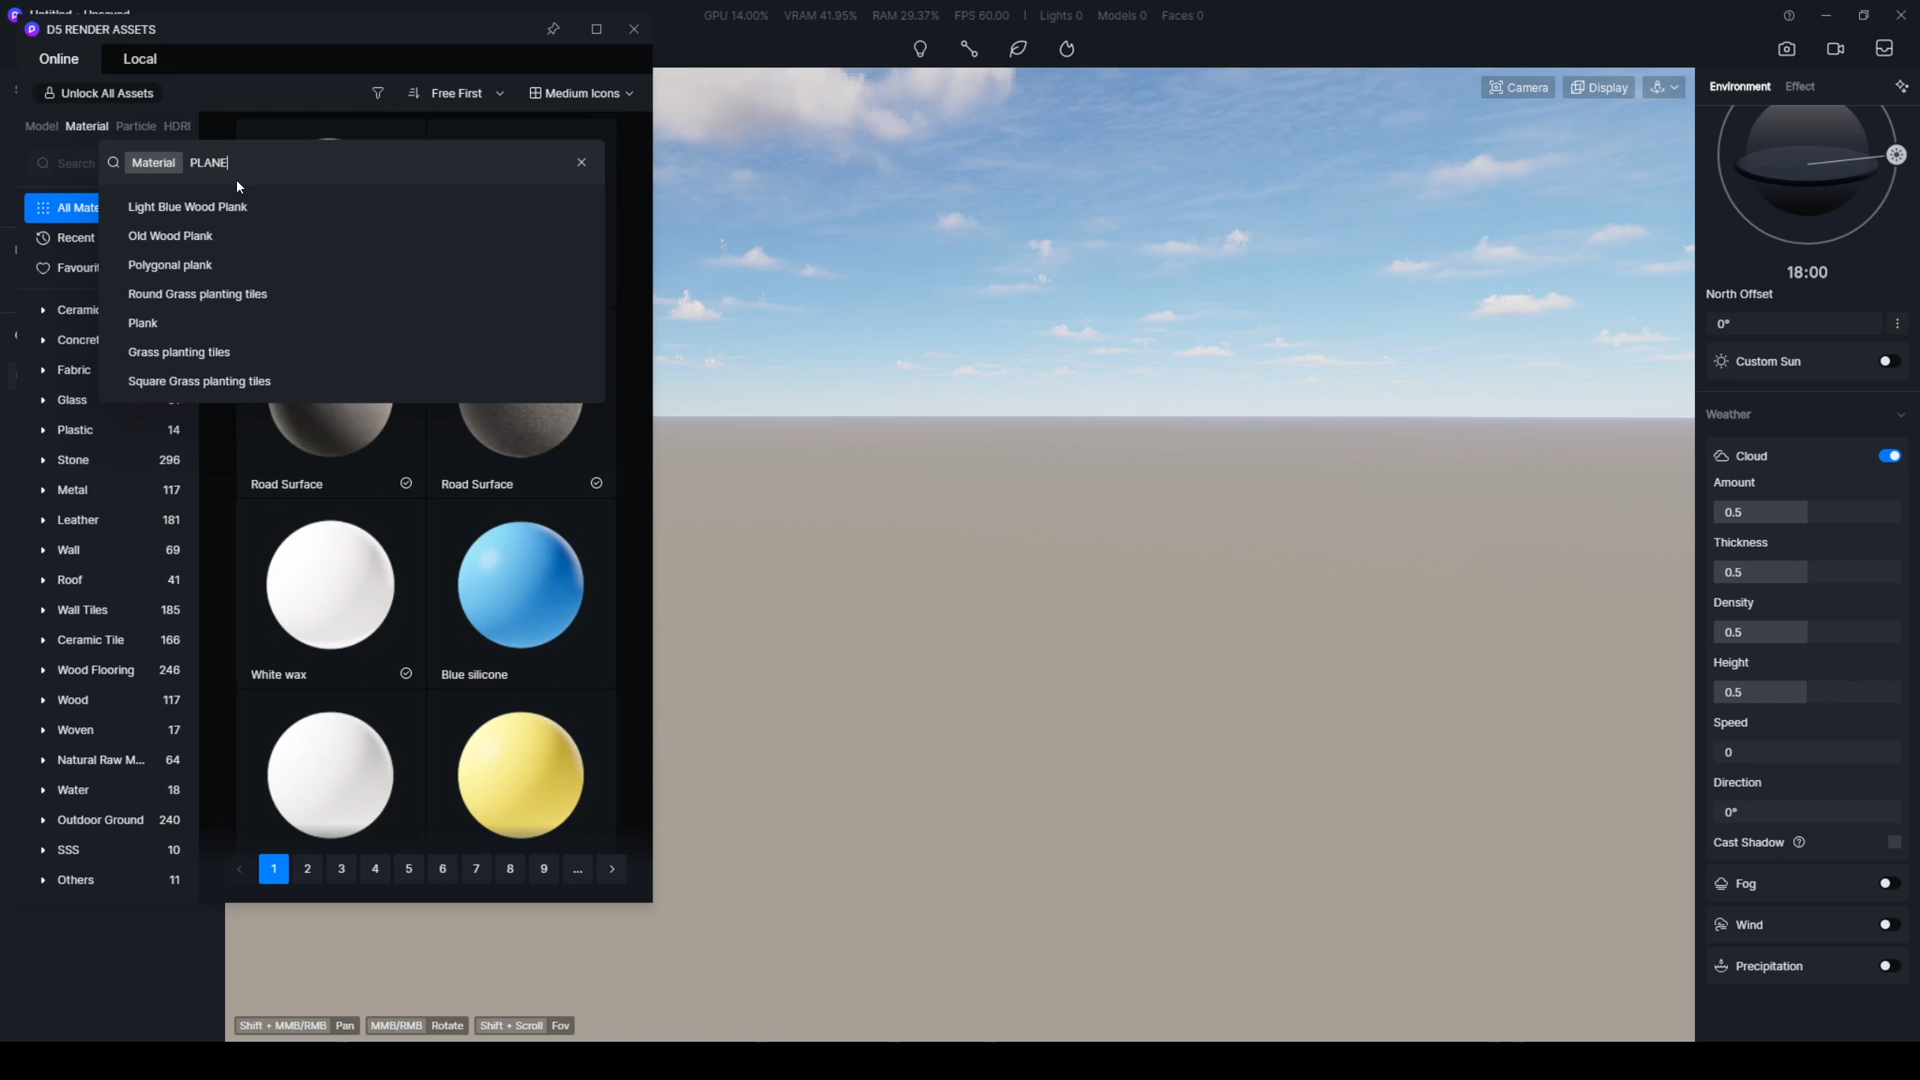 Untitled - Unsaved
GPU 14.00% VRAM 41.95% RAM 29.37% FPS 60.00 | Lights 0 Models 0 Faces 0
D5 RENDER ASSETS
Online Local
Unlock All Assets Free First Medium Icons
Model Material Particle HDRI
Search
Material PLANE
Light Blue Wood Plank
Old Wood Plank
Polygonal plank
Round Grass planting tiles
Plank
Grass planting tiles
Square Grass planting tiles
All Mate
Recent
Favourit
Ceramic
Concret
Fabric
Glass
Plastic 14
Stone 296
Metal 117
Leather 181
Wall 69
Roof 41
Wall Tiles 185
Ceramic Tile 166
Wood Flooring 246
Wood 117
Woven 17
Natural Raw M... 64
Water 18
Outdoor Ground 240
SSS 10
Others 11
Road Surface Road Surface
White wax Blue silicone
1 2 3 4 5 6 7 8 9 ...
Shift + MMB/RMB Pan MMB/RMB Rotate Shift + Scroll Fov
Camera Display
Environment Effect
18:00
North Offset
0°
Custom Sun
Weather
Cloud
Amount
0.5
Thickness
0.5
Density
0.5
Height
0.5
Speed
0
Direction
0°
Cast Shadow
Fog
Wind
Precipitation